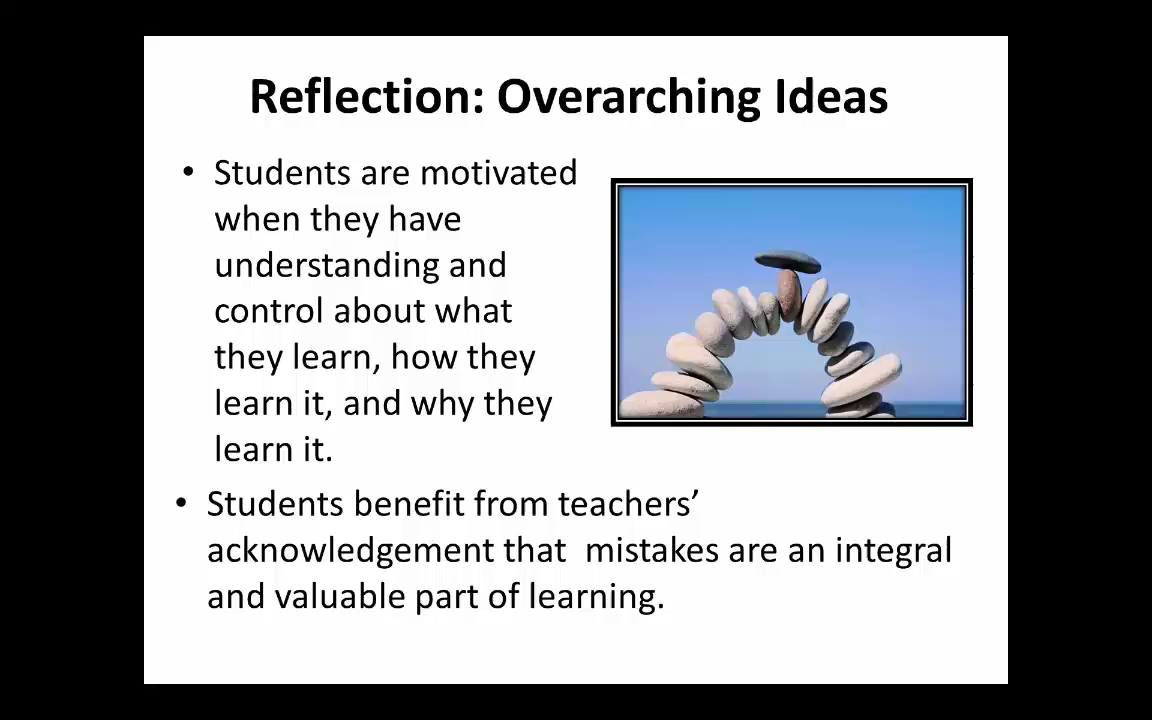 Reflection: Overarching Ideas
• Students are motivated
when they have
understanding and
control about what
they learn, how they
learn it, and why they
learn it.
• Students benefit from teachers’
acknowledgement that  mistakes are an integral
and valuable part of learning.